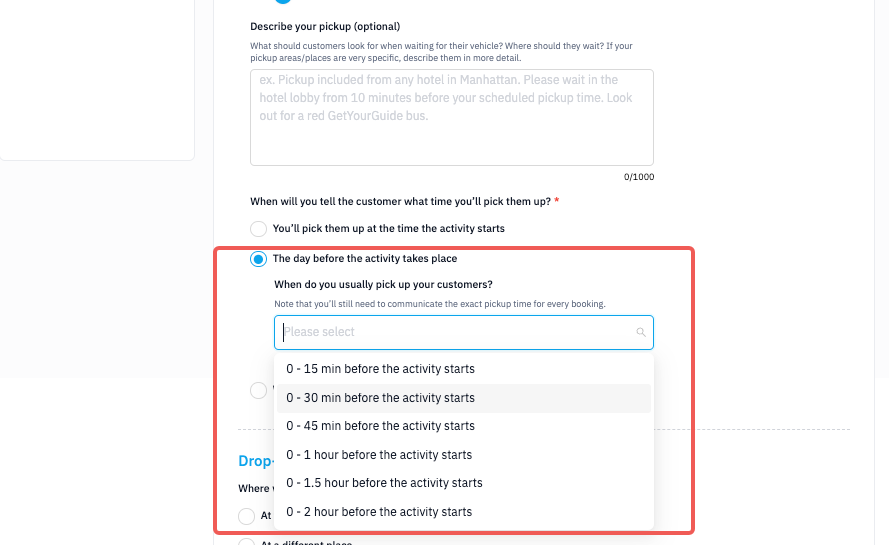 Describe your pickup (optional)
What should customers look for when waiting for their vehicle? Where should they wait? If your
pickup areas/places are very specific, describe them in more detail.
ex. Pickup included from any hotel in Manhattan. Please wait in the
hotel lobby from 10 minutes before your scheduled pickup time. Look
out for a red GetYourGuide bus.
0/1000
When will you tell the customer what time you'll pick them up? *
You'll pick them up at the time the activity starts
The day before the activity takes place
When do you usually pick up your customers?
Note that you'll still need to communicate the exact pickup time for every booking.
Please select
0 - 15 min before the activity starts
0 - 30 min before the activity starts
0 - 45 min before the activity starts
0 - 1 hour before the activity starts
Drop-
0 - 1.5 hour before the activity starts
Where
0 - 2 hour before the activity starts
At
At a different place